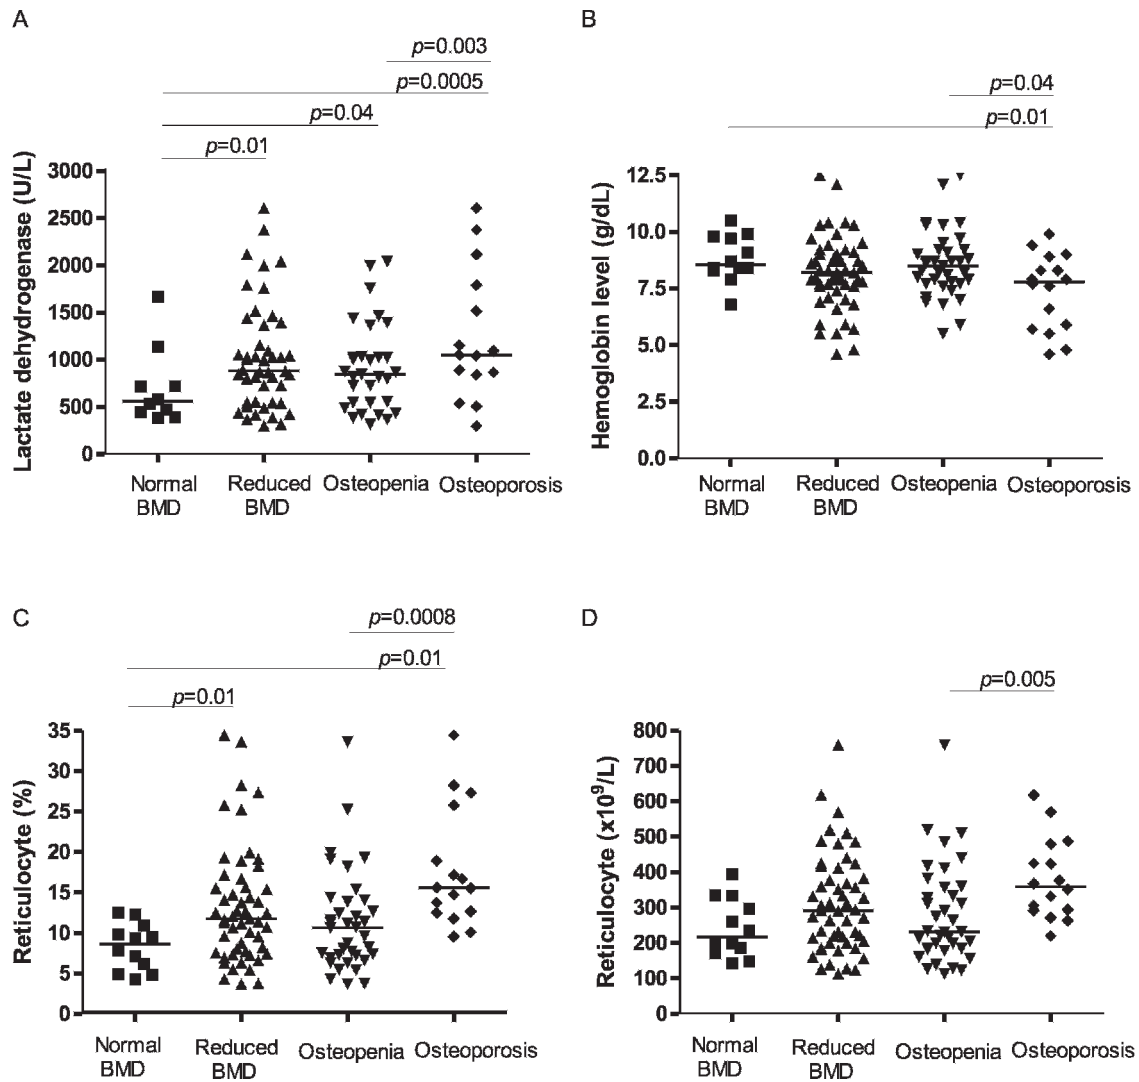 A
p=0.003
p=0.0005
p=0.04
p=0.01
Lactate dehydrogenase (U/L)
3000
2500
2000
1500
1000
500
0
Normal
BMD
Reduced
BMD
Osteopenia
Osteoporosis
B
p=0.04
p=0.01
Hemoglobin level (g/dL)
12.5
10.0
7.5
5.0
2.5
0.0
Normal
BMD
Reduced
BMD
Osteopenia
Osteoporosis
C
p=0.0008
p=0.01
p=0.01
Reticulocyte (%)
35
30
25
20
15
10
5
0
Normal
BMD
Reduced
BMD
Osteopenia
Osteoporosis
D
p=0.005
Reticulocyte (x10⁹/L)
800
700
600
500
400
300
200
100
0
Normal
BMD
Reduced
BMD
Osteopenia
Osteoporosis